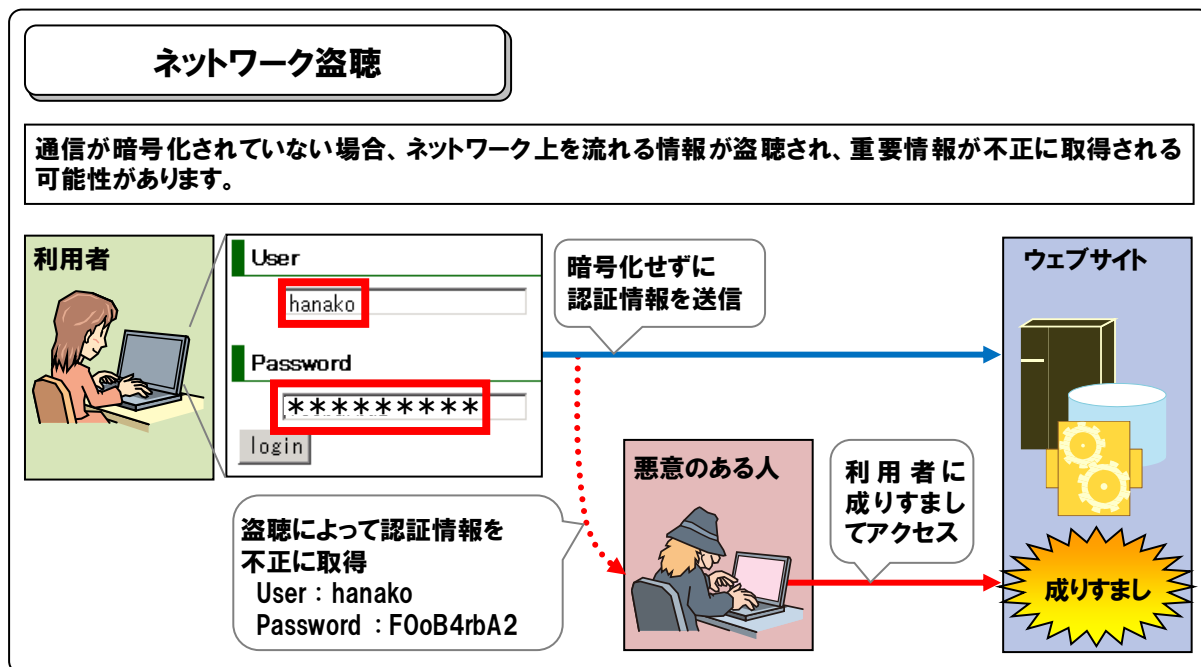 ネットワーク盗聴
通信が暗号化されていない場合、ネットワーク上を流れる情報が盗聴され、重要情報が不正に取得される
可能性があります。
利用者
User
hanako
Password
*********
login
暗号化せずに
認証情報を送信
ウェブサイト
盗聴によって認証情報を
不正に取得
User : hanako
Password : F0oB4rbA2
悪意のある人
利用者に
成りすまし
てアクセス
成りすまし